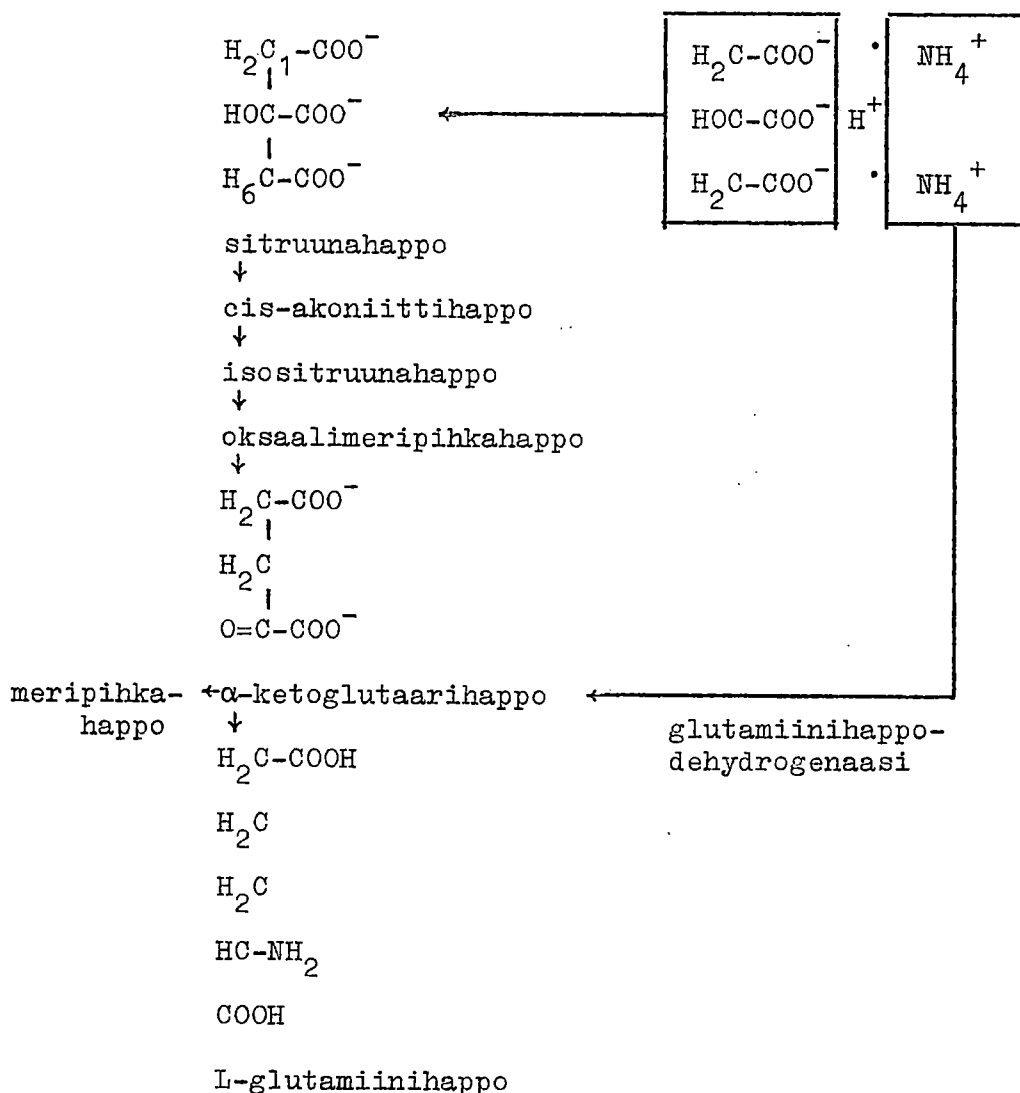 H₂C₁-COO⁻
HOC-COO⁻
H₆C-COO⁻
H₂C-COO⁻ · NH₄⁺
HOC-COO⁻ H⁺
H₂C-COO⁻ · NH₄⁺
sitruunahappo
↓
cis-akoniittihappo
↓
isositruunahappo
↓
oksaalimeripihkahappo
↓
H₂C-COO⁻
H₂C
O=C-COO⁻
meripihka- ←α-ketoglutaarihappo
happo
↓
glutamiinihappo-
dehydrogenaasi
H₂C-COOH
H₂C
H₂C
HC-NH₂
COOH
L-glutamiinihappo